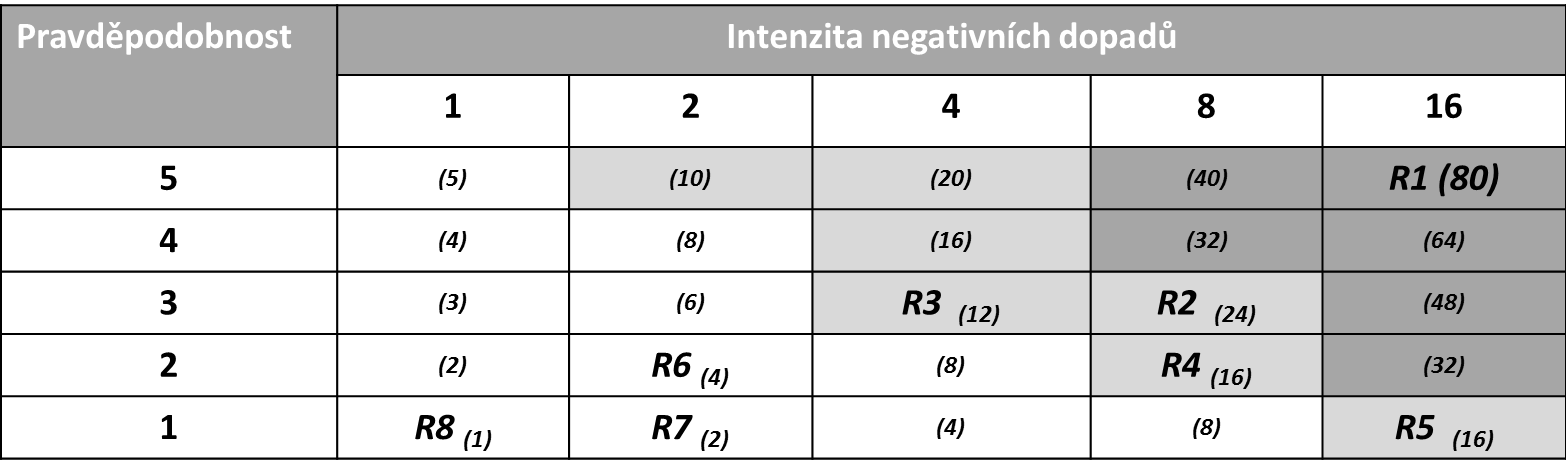 Pravděpodobnost Intenzita negativních dopadů
1 2 4 8 16
5 (5) (10) (20) (40) R1 (80)
4 (4) (8) (16) (32) (64)
3 (3) (6) R3 (12) R2 (24) (48)
2 (2) R6 (4) (8) R4 (16) (32)
1 R8 (1) R7 (2) (4) (8) R5 (16)